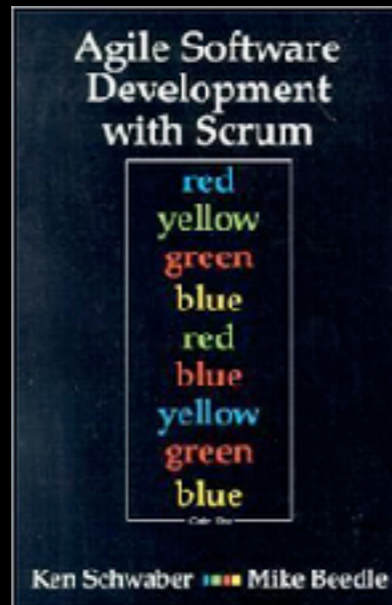 Agile Software
Development
with Scrum
red
yellow
green
blue
red
blue
yellow
green
blue
Ken Schwaber Mike Beedle